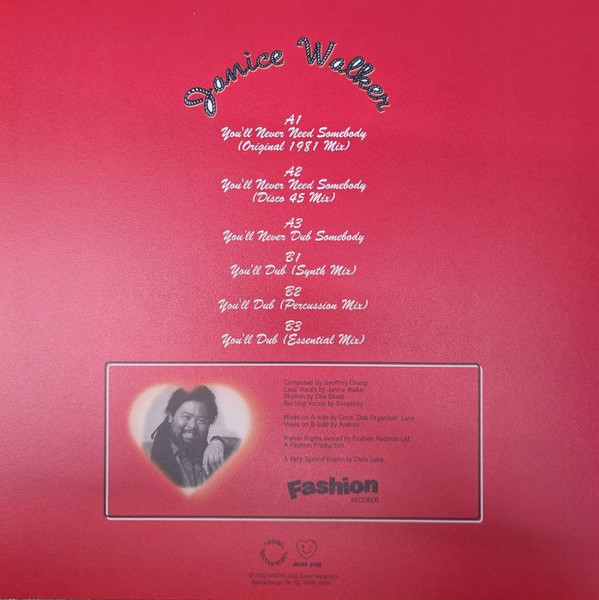 Janice Walker
A1
You'll Never Need Somebody
(Original 1981 Mix)
A2
You'll Never Need Somebody
(Disco 45 Mix)
A3
You'll Never Dub Somebody
B1
You'll Dub (Synth Mix)
B2
You'll Dub (Percussion Mix)
B3
You'll Dub (Essential Mix)
Composed by Geoffrey Chung
Lead Vocals by Janice Walker
Rhythm by One Blood
Backing Vocals by Simplicity
Mixes on A-side by Chris 'Dub Organiser' Lane
Mixes on B-side by Androo
Master Rights owned by Fashion Records Ltd.
A Fashion Production
A Very Special thanks to Chris Lane.
Fashion
RECORDS
miss you